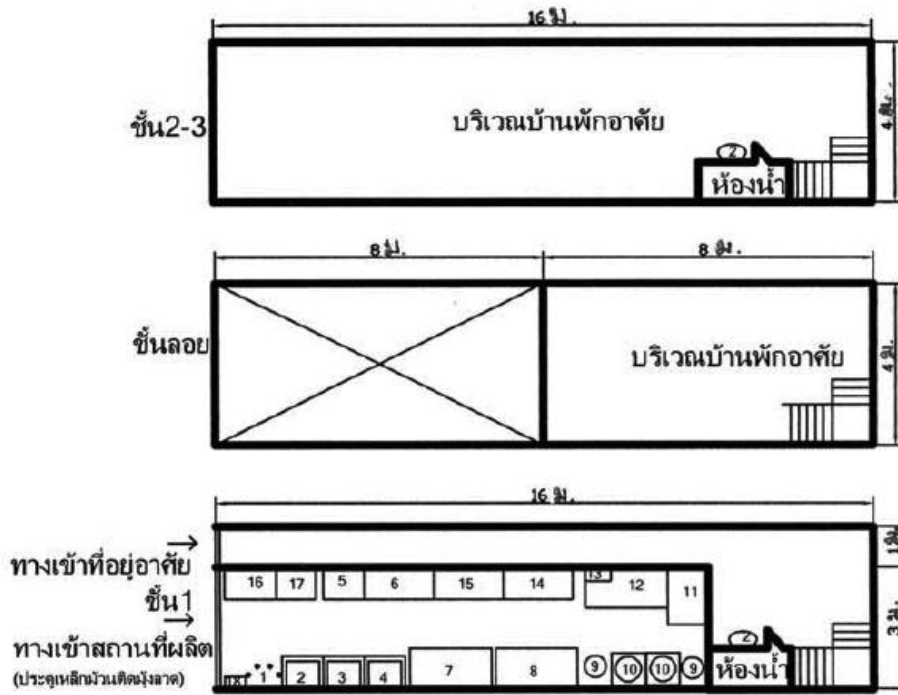 16 ม.
ชั้น2-3
บริเวณบ้านพักอาศัย
4 ม.
2
ห้องน้ำ
8 ม.
8 ม.
ชั้นลอย
บริเวณบ้านพักอาศัย
4 ม.
16 ม.
ทางเข้าที่อยู่อาศัย
1 ม.
16 17 5 6 15 14 13 12 11
ชั้น1
3 ม.
ทางเข้าสถานที่ผลิต
(ประตูเหล็กม้วนติดมุ้งลวด)
1 2 3 4 7 8 9 10 10 9
2
ห้องน้ำ